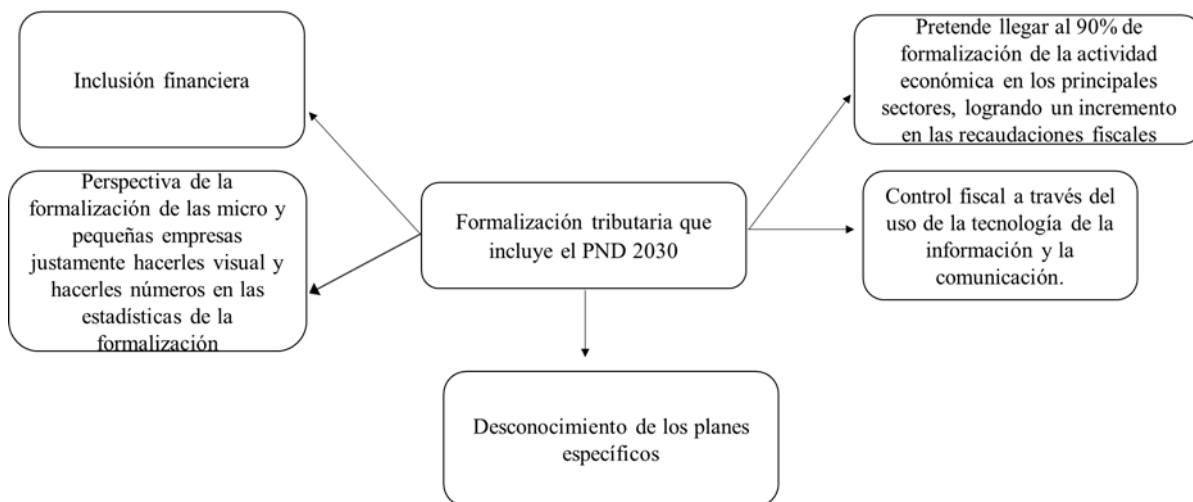 Inclusión financiera
Perspectiva de la
formalización de las micro y
pequeñas empresas
justamente hacerles visual y
hacerles números en las
estadísticas de la
formalización
Formalización tributaria que
incluye el PND 2030
Pretende llegar al 90% de
formalización de la actividad
económica en los principales
sectores, logrando un incremento
en las recaudaciones fiscales
Control fiscal a través del
uso de la tecnología de la
información y la
comunicación.
Desconocimiento de los planes
específicos